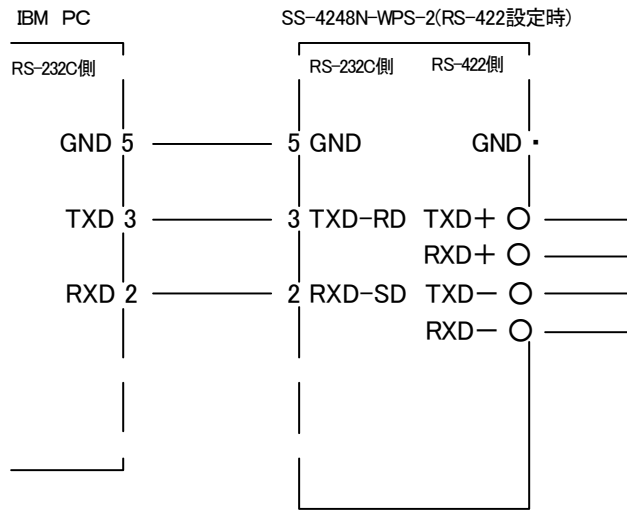 IBM PC SS-4248N-WPS-2(RS-422設定時)
RS-232C側 RS-232C側 RS-422側
GND 5 5 GND GND・
TXD 3 3 TXD-RD TXD＋
RXD＋
RXD 2 2 RXD-SD TXD－
RXD－